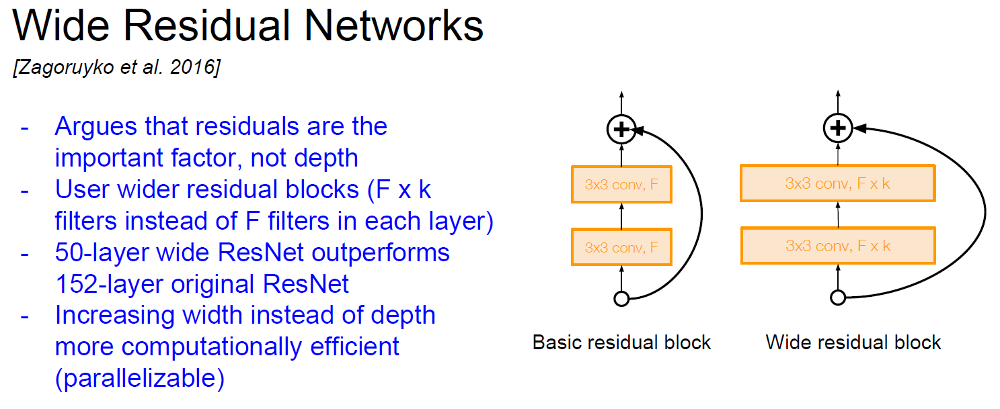 Wide Residual Networks
[Zagoruyko et al. 2016]
- Argues that residuals are the
important factor, not depth
- User wider residual blocks (F x k
filters instead of F filters in each layer)
- 50-layer wide ResNet outperforms
152-layer original ResNet
- Increasing width instead of depth
more computationally efficient
(parallelizable)
+
3x3 conv, F
3x3 conv, F
Basic residual block
+
3x3 conv, F x k
3x3 conv, F x k
Wide residual block